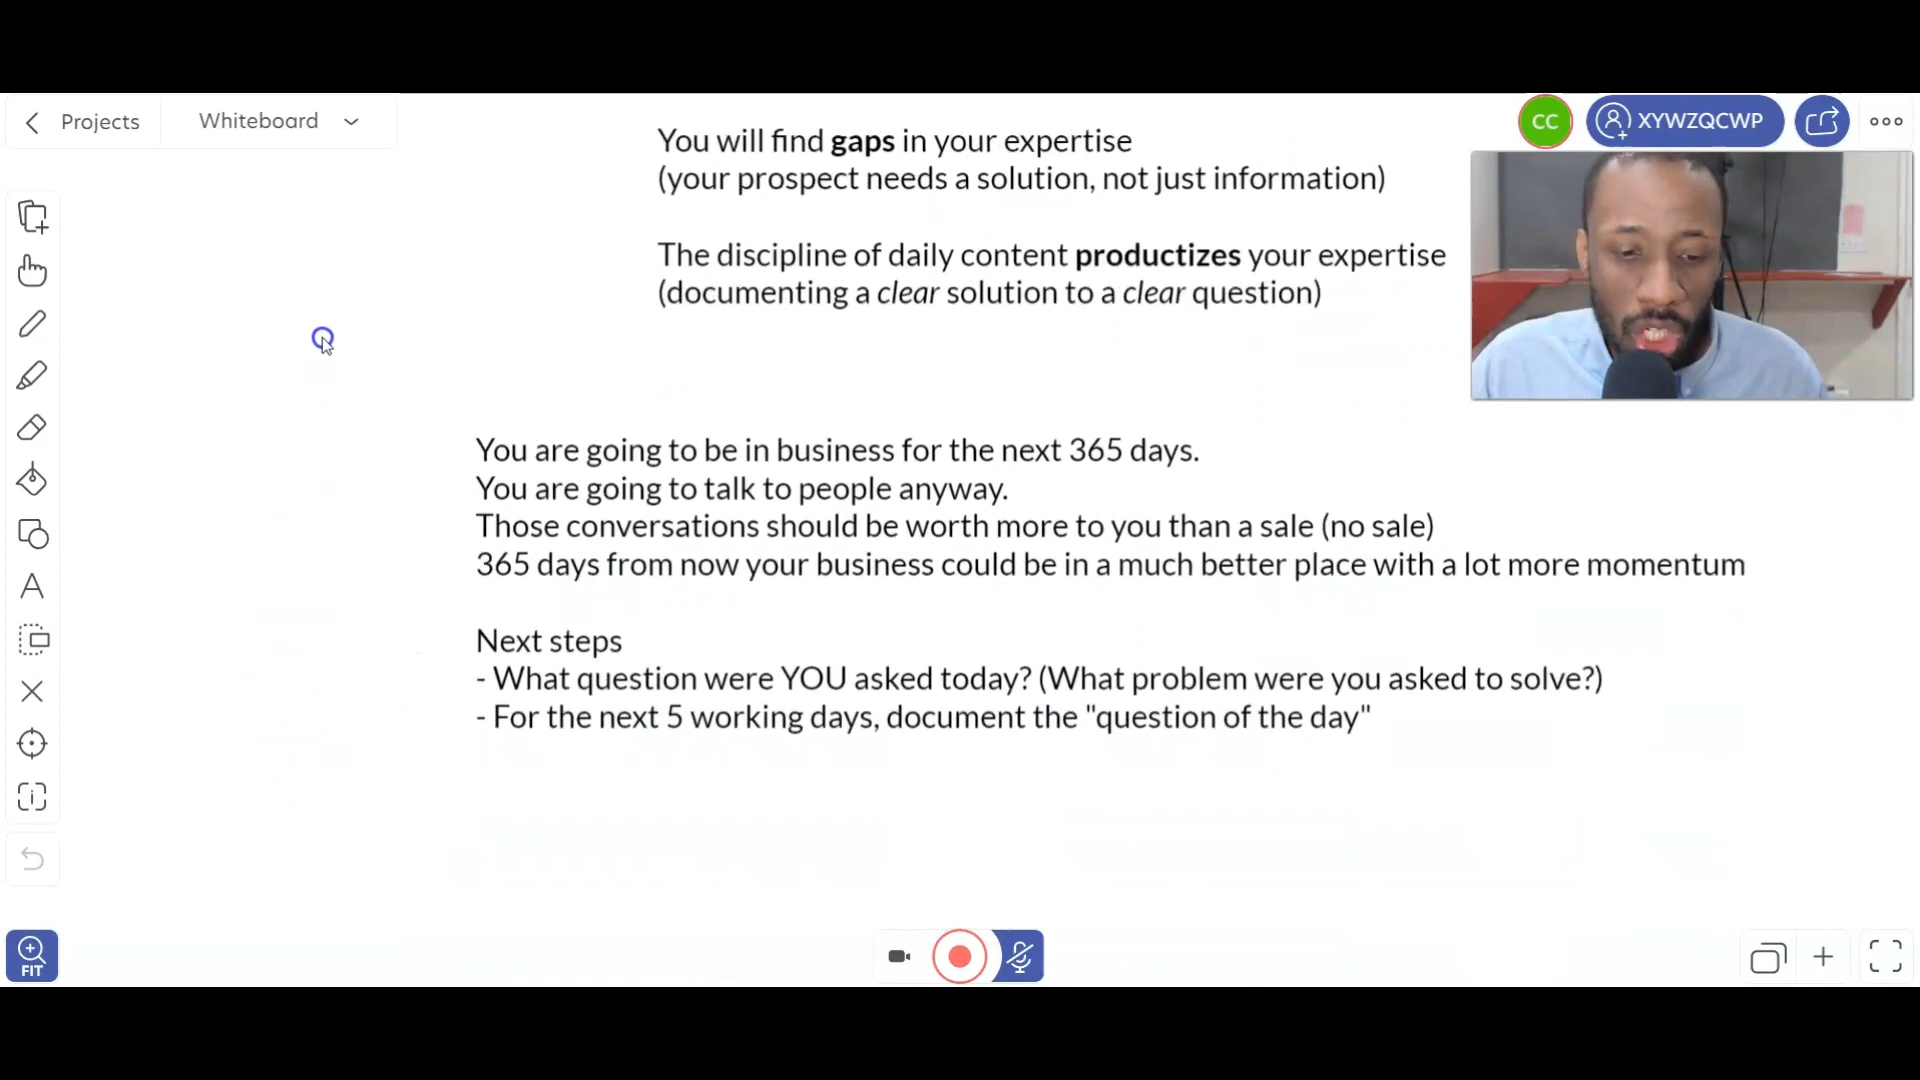 Projects
Whiteboard
CC
XYWZQCWP
You will find gaps in your expertise
(your prospect needs a solution, not just information)
The discipline of daily content productizes your expertise
(documenting a clear solution to a clear question)
You are going to be in business for the next 365 days.
You are going to talk to people anyway.
Those conversations should be worth more to you than a sale (no sale)
365 days from now your business could be in a much better place with a lot more momentum
Next steps
- What question were YOU asked today? (What problem were you asked to solve?)
- For the next 5 working days, document the "question of the day"
A
FIT